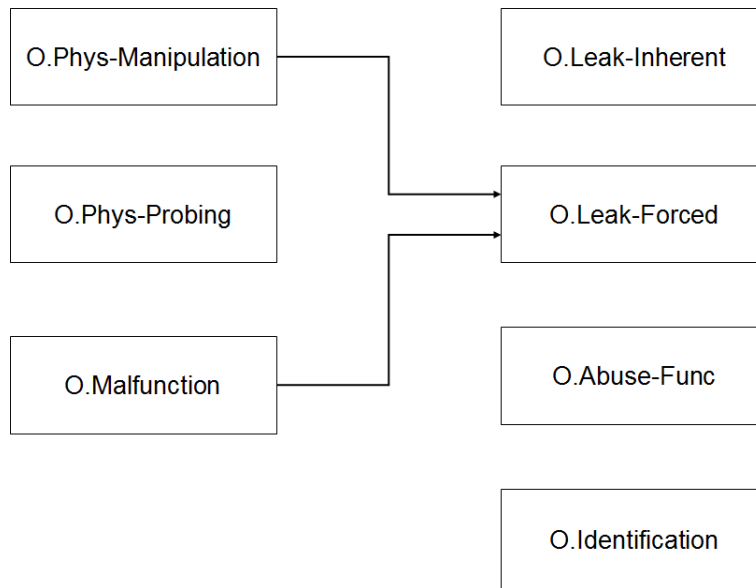 O.Phys-Manipulation
O.Leak-Inherent
O.Phys-Probing
O.Leak-Forced
O.Malfunction
O.Abuse-Func
O.Identification